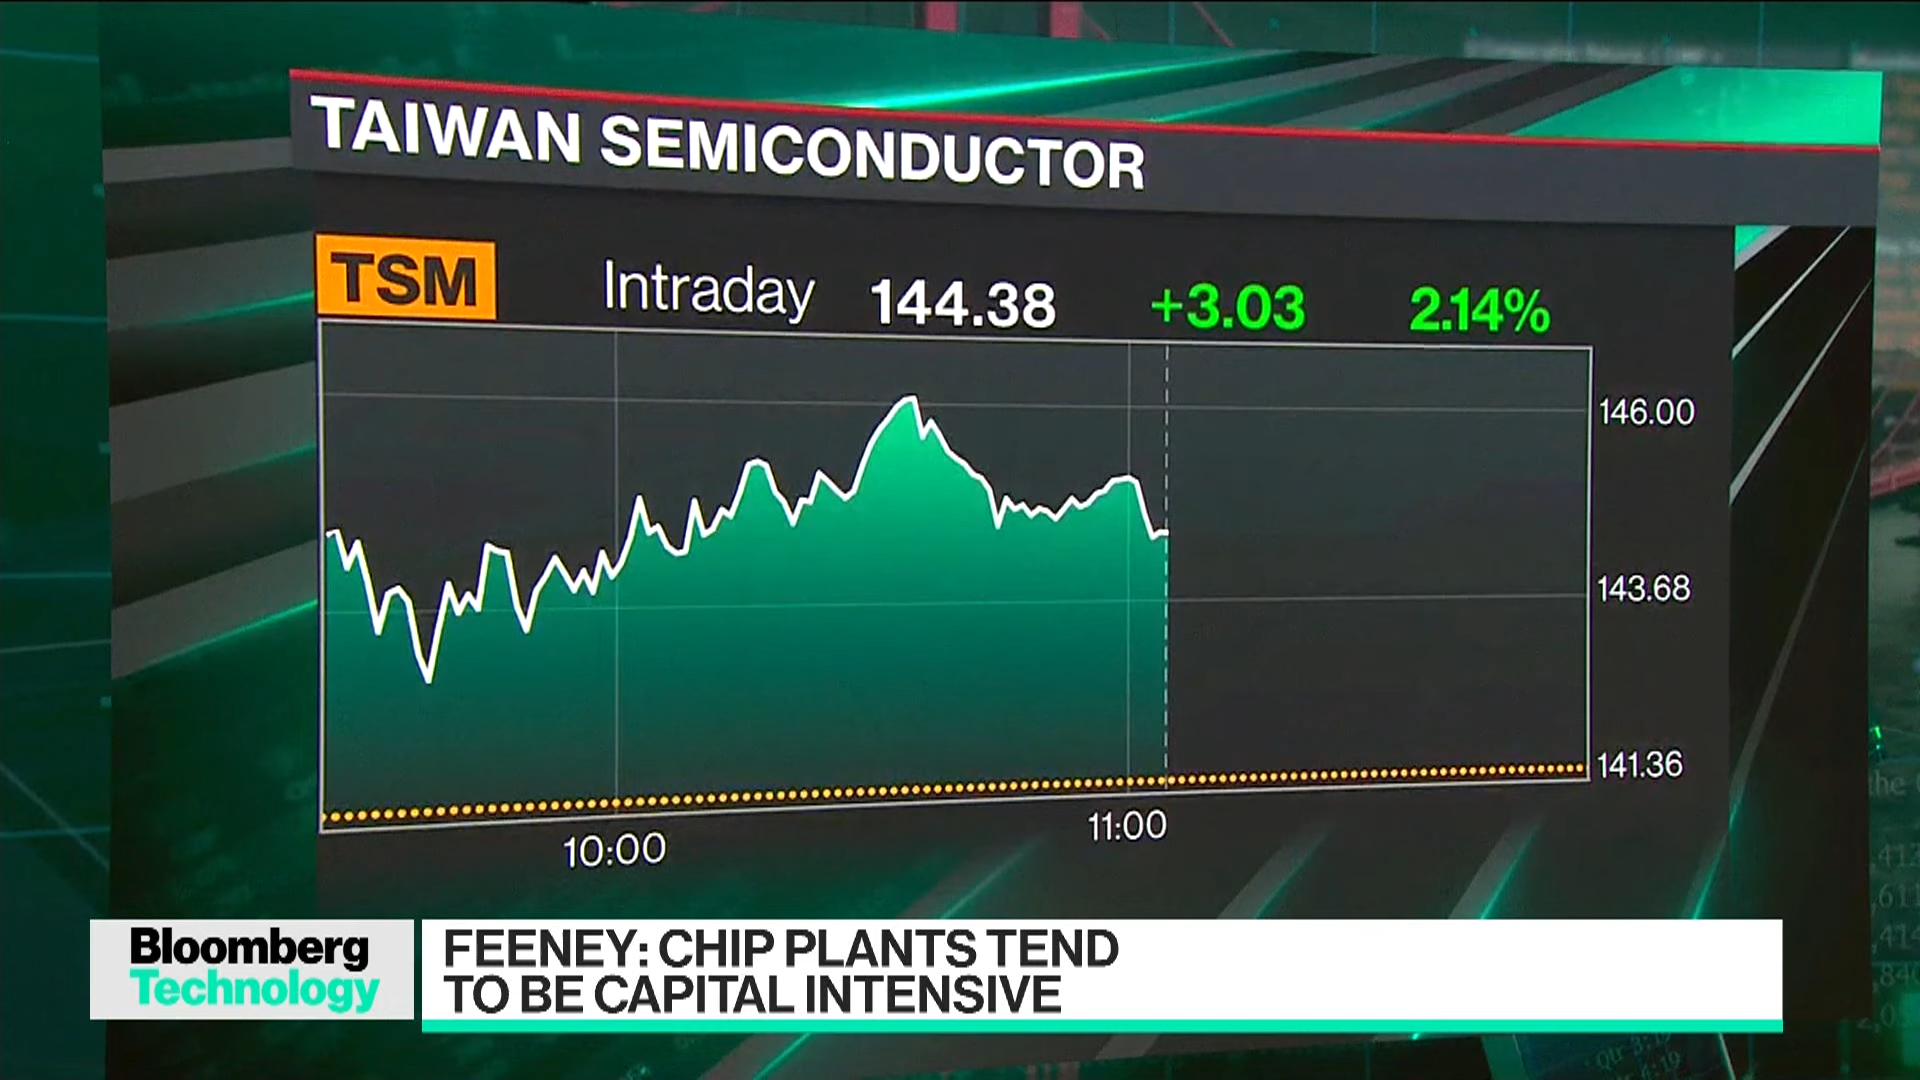 TAIWAN SEMICONDUCTOR
TSM Intraday 144.38 +3.03 2.14%
146.00
143.68
141.36
10:00 11:00
Bloomberg
Technology
FEENEY: CHIP PLANTS TEND
TO BE CAPITAL INTENSIVE